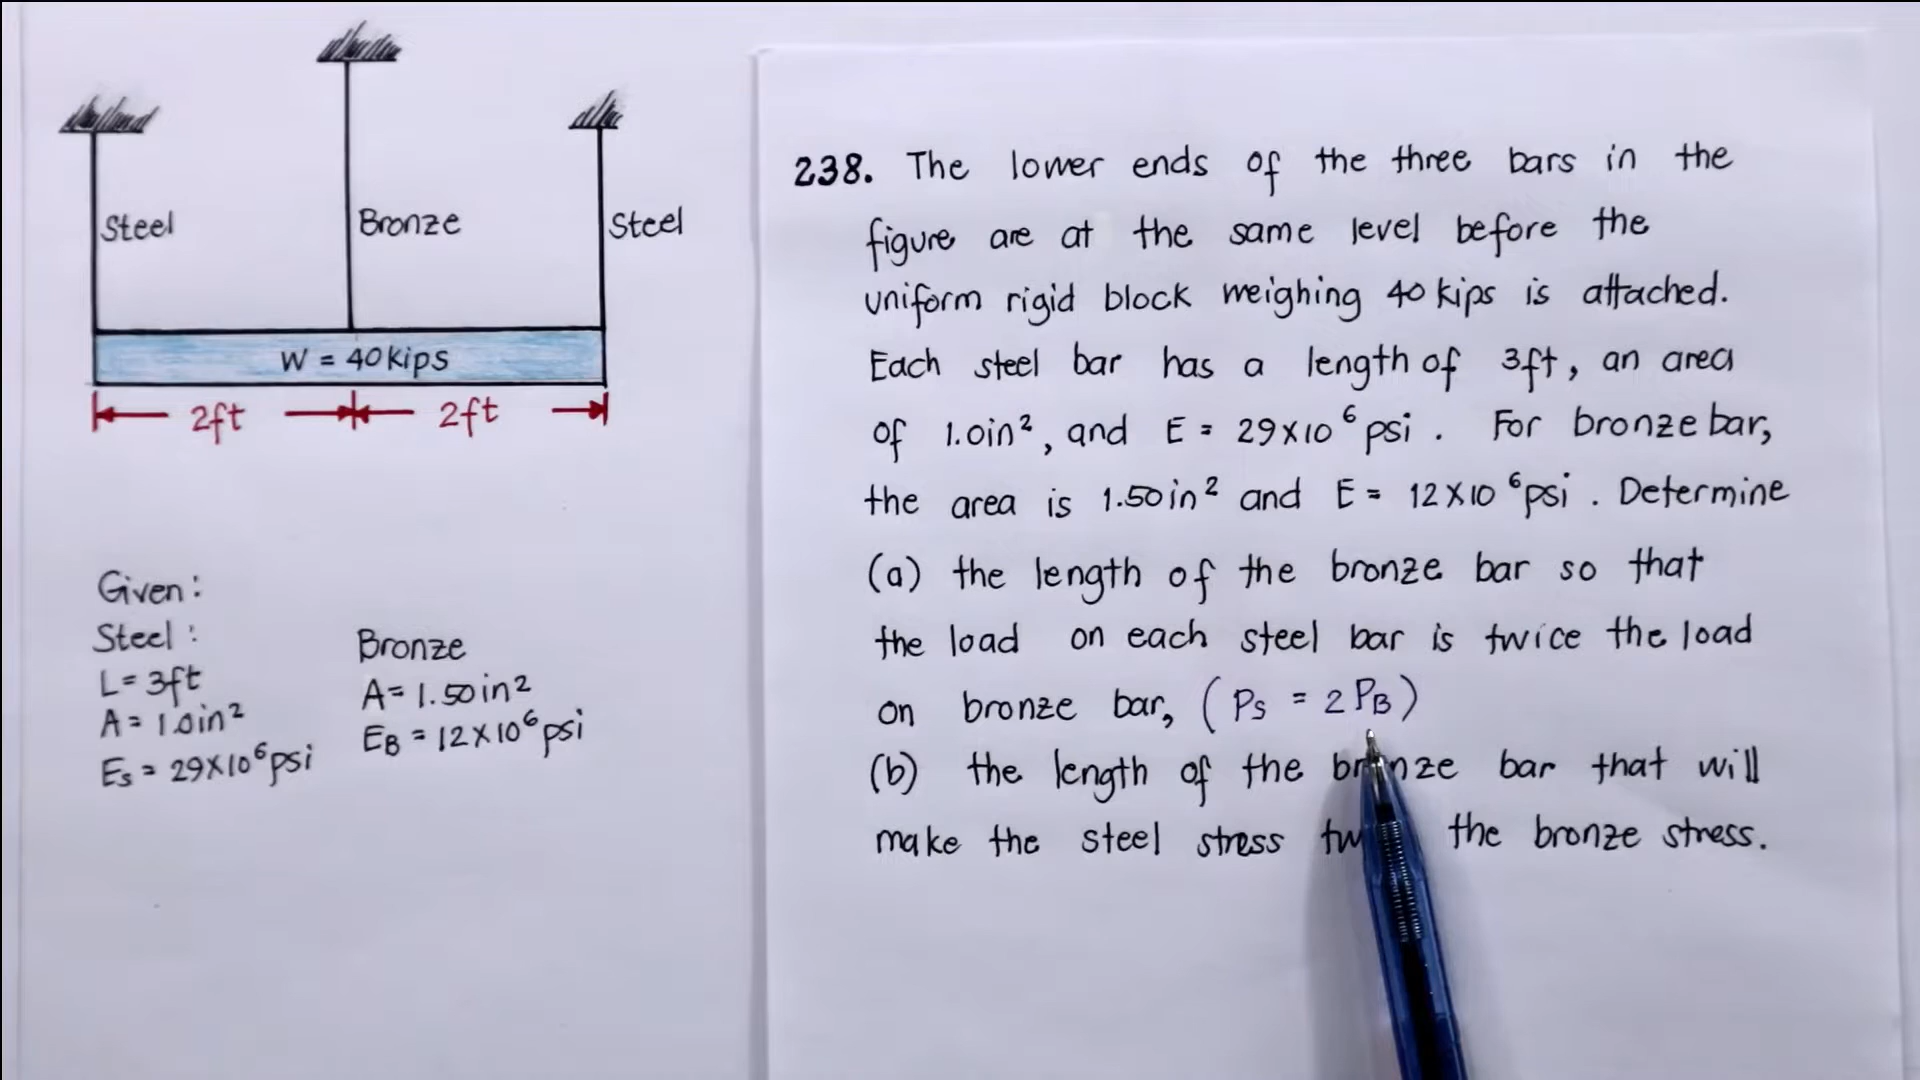 Steel
Bronze
Steel
W = 40kips
2ft
2ft
Given:
Steel:
L=3ft
A = 1.0in²
Es = 29x10⁶psi
Bronze
A= 1.50in²
EB = 12x10⁶psi
238. The lower ends of the three bars in the
figure are at the same level before the
uniform rigid block weighing 40kips is attached.
Each steel bar has a length of 3ft, an area
of 1.0in², and E = 29x10⁶psi. For bronze bar,
the area is 1.50in² and E = 12x10⁶psi. Determine
(a) the length of the bronze bar so that
the load on each steel bar is twice the load
on bronze bar, (Ps = 2PB)
(b) the length of the bronze bar that will
make the steel stress the bronze stress.